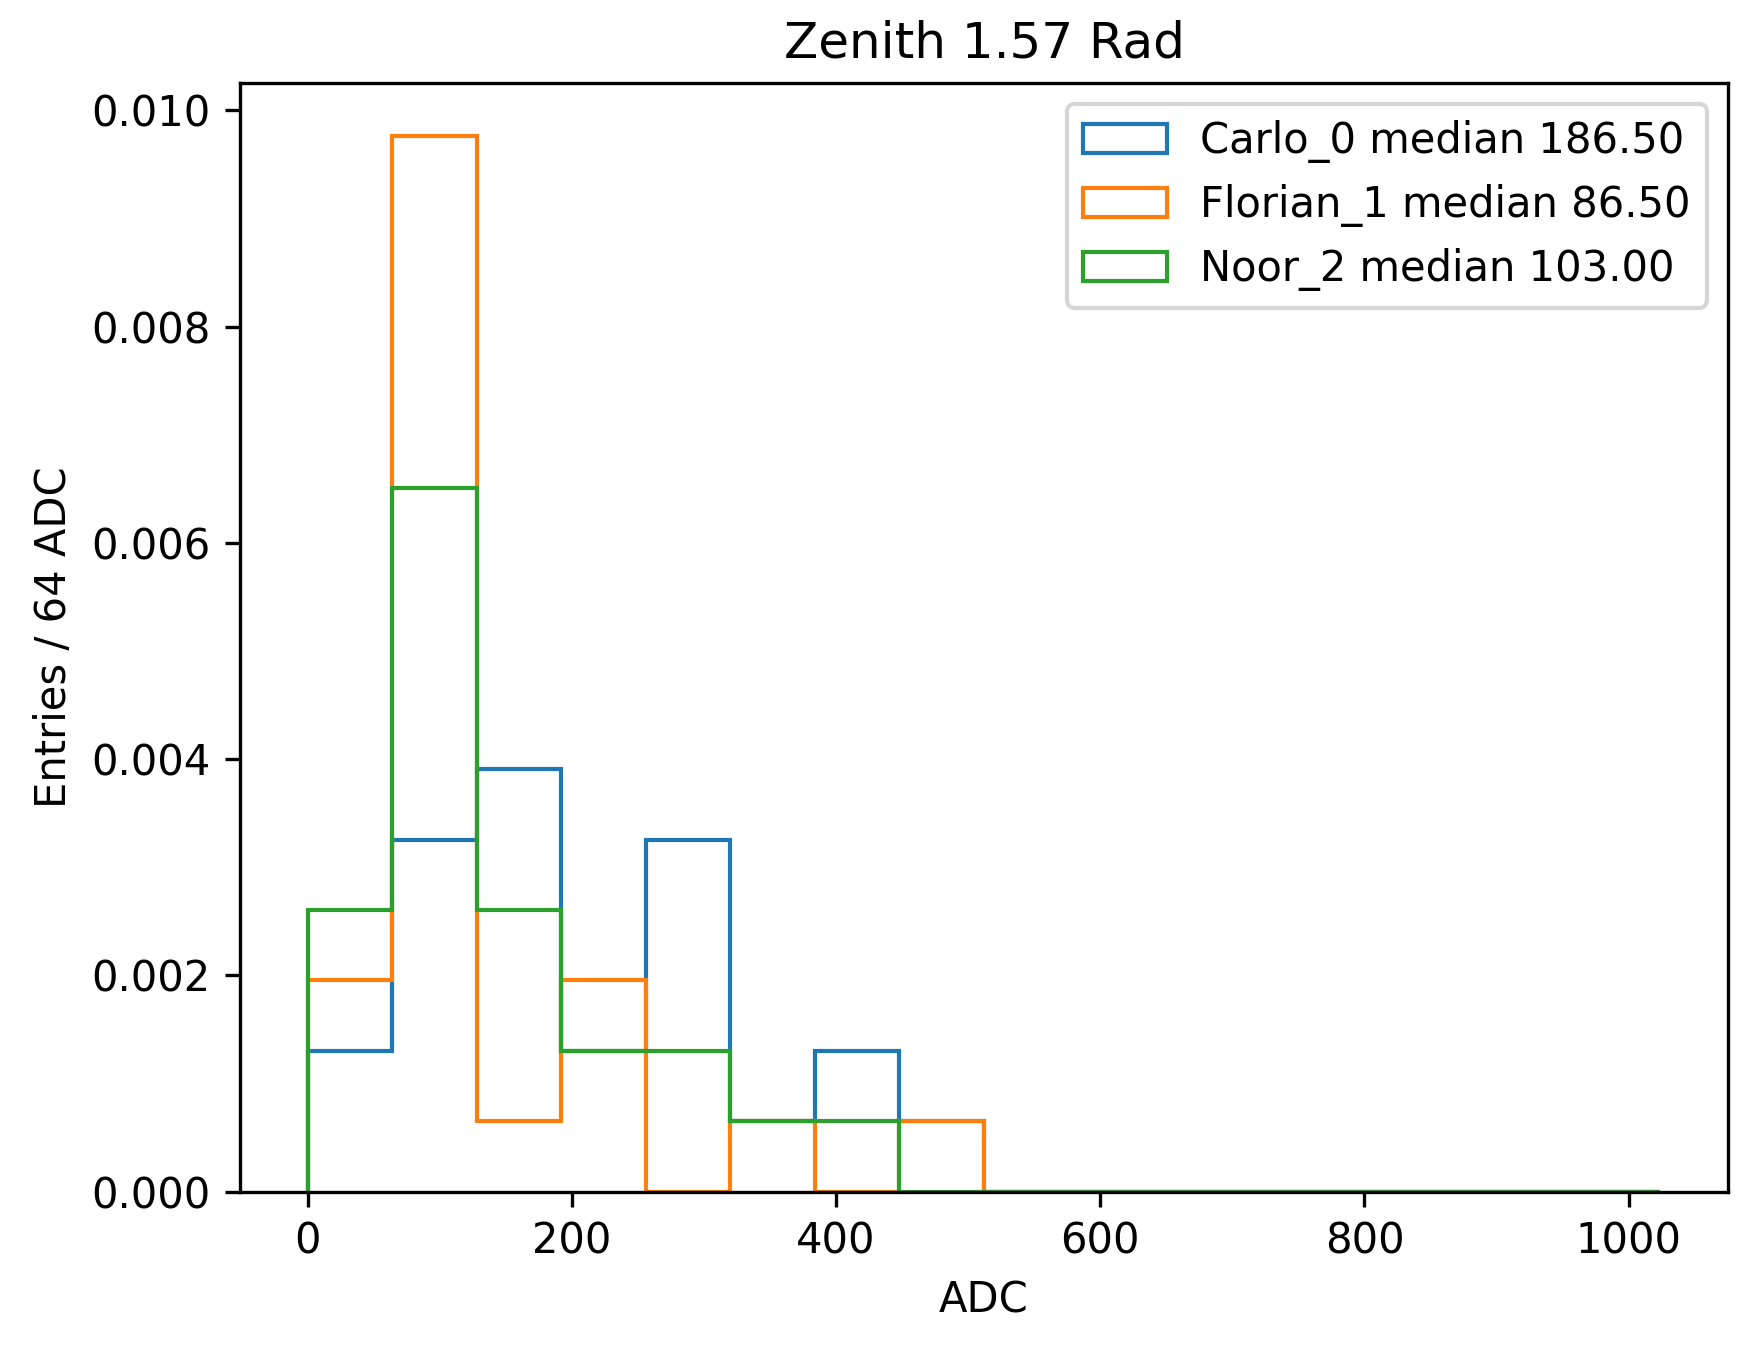 Zenith 1.57 Rad
Carlo_0 median 186.50
Florian_1 median 86.50
Noor_2 median 103.00
Entries / 64 ADC
0.010
0.008
0.006
0.004
0.002
0.000
0 200 400 600 800 1000
ADC